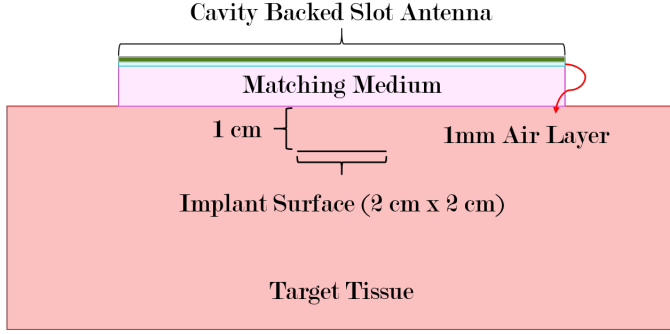 Cavity Backed Slot Antenna
Matching Medium
1 cm
1mm Air Layer
Implant Surface (2 cm x 2 cm)
Target Tissue